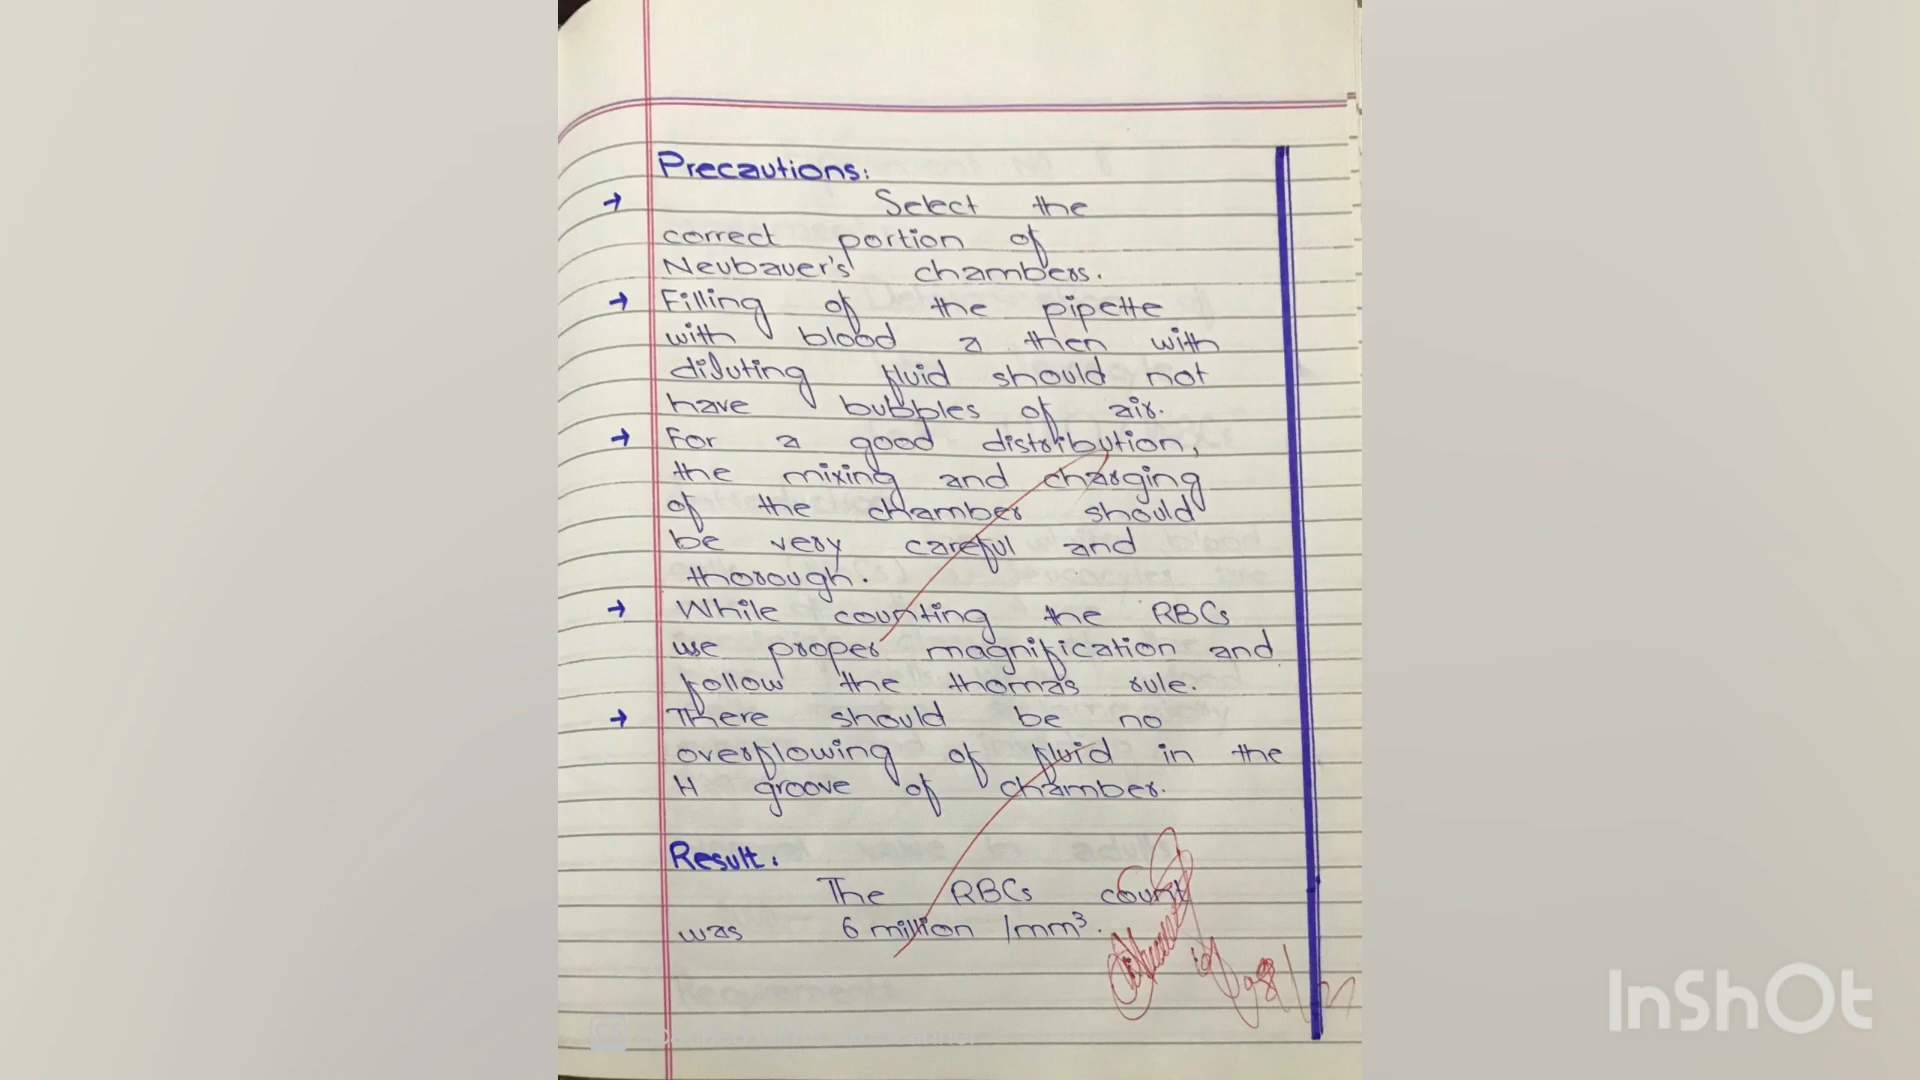 Precautions:
→ Select the
correct portion of
Neubauer's chambers.
→ Filling of the pipette
with blood a then with
diluting fluid should not
have bubbles of air.
→ For a good distribution,
the mixing and charging
of the chamber should
be very careful and
thorough.
→ While counting the RBCs
use proper magnification and
follow the thomas rule.
→ There should be no
overflowing of fluid in the
H groove of chamber.
Result:
The RBCs count
was 6 million /mm³.
CS
InShOt